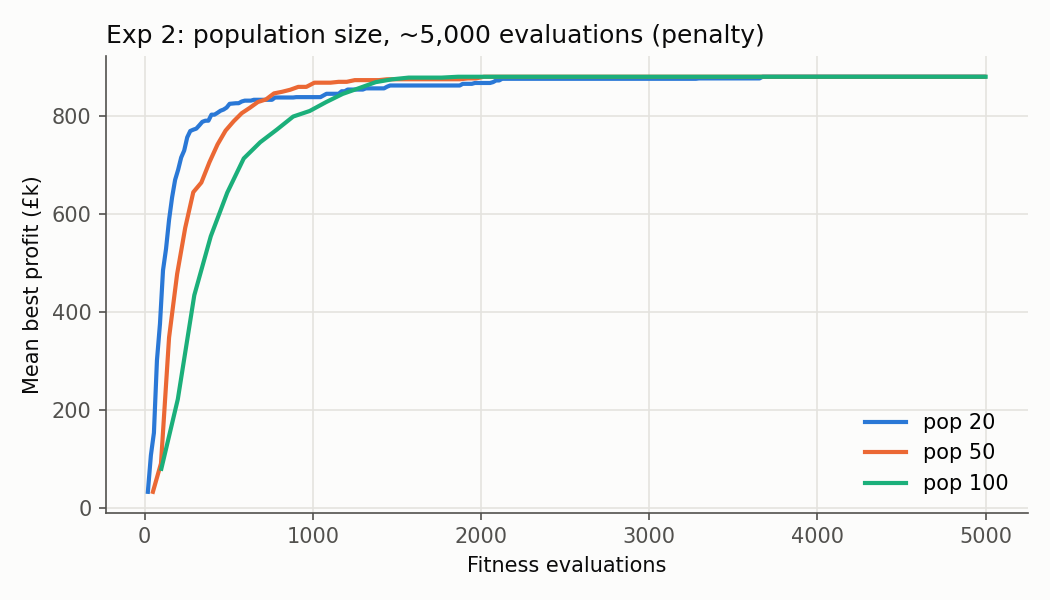 Exp 2: population size, ~5,000 evaluations (penalty)
Mean best profit (£k)
800
600
400
200
0
pop 20
pop 50
pop 100
0 1000 2000 3000 4000 5000
Fitness evaluations